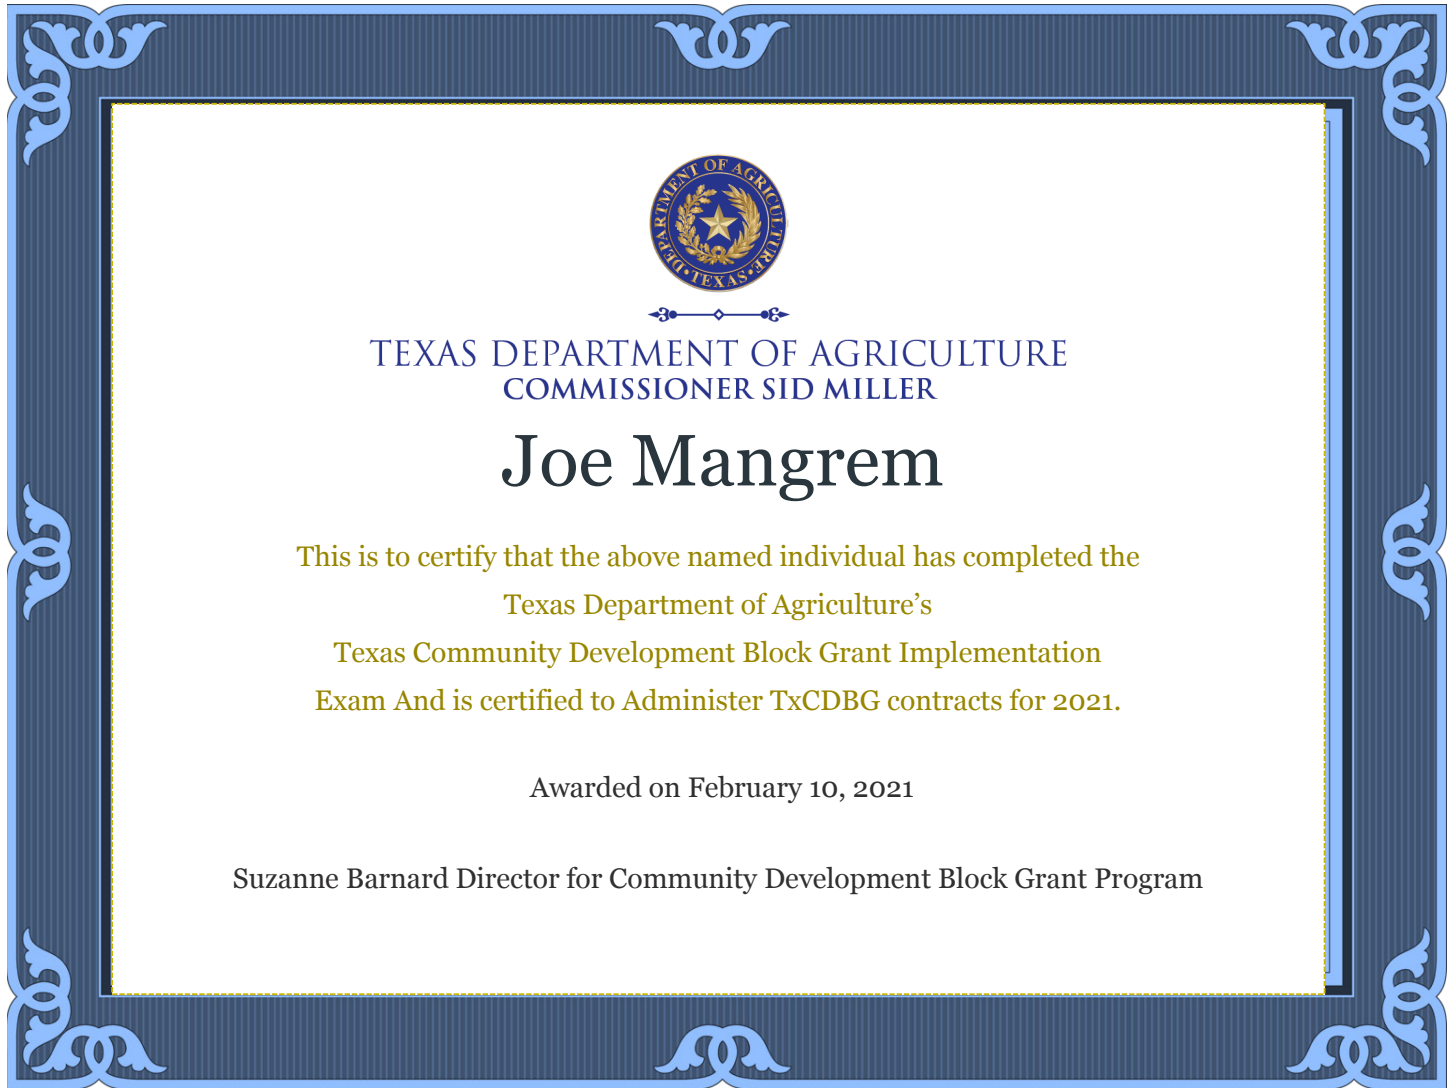 DEPARTMENT OF AGRICULTURE
TEXAS
TEXAS DEPARTMENT OF AGRICULTURE
COMMISSIONER SID MILLER
Joe Mangrem
This is to certify that the above named individual has completed the
Texas Department of Agriculture’s
Texas Community Development Block Grant Implementation
Exam And is certified to Administer TxCDBG contracts for 2021.
Awarded on February 10, 2021
Suzanne Barnard Director for Community Development Block Grant Program